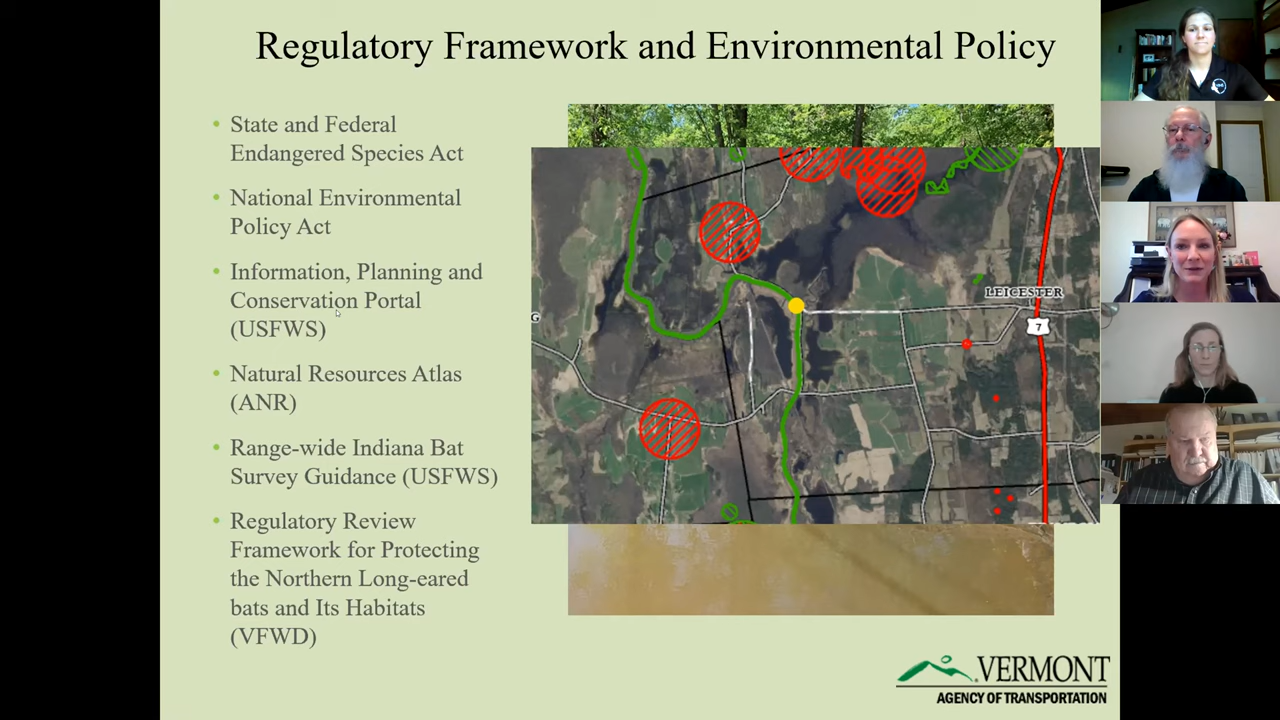 Regulatory Framework and Environmental Policy
• State and Federal
Endangered Species Act
• National Environmental
Policy Act
• Information, Planning and
Conservation Portal
(USFWS)
• Natural Resources Atlas
(ANR)
• Range-wide Indiana Bat
Survey Guidance (USFWS)
• Regulatory Review
Framework for Protecting
the Northern Long-eared
bats and Its Habitats
(VFWD)
LEICESTER
7
G
VERMONT
AGENCY OF TRANSPORTATION